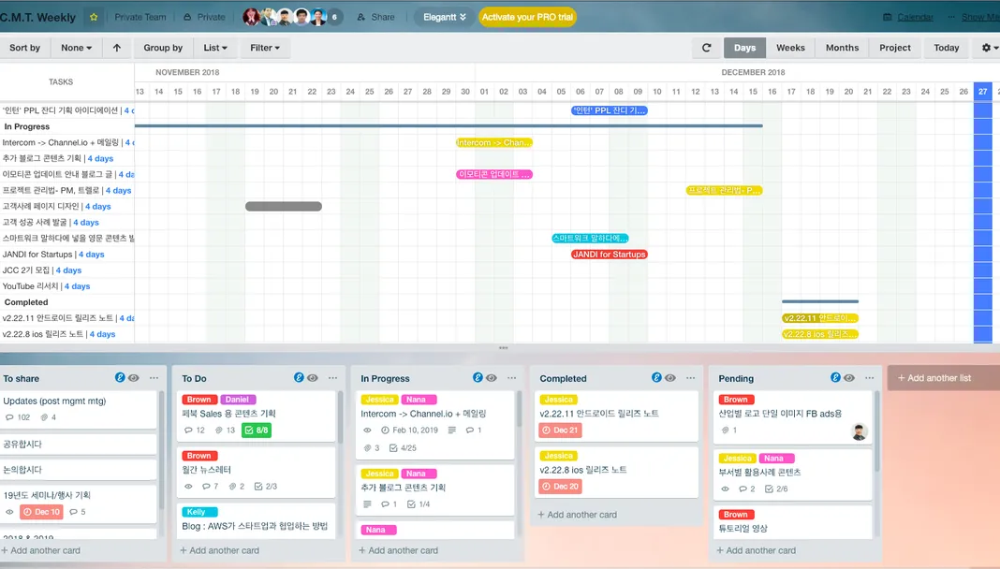 C.M.T. Weekly Private Team Private 6 Share Elegantt Activate your PRO trial Calendar Show Me
Sort by None Group by List Filter Days Weeks Months Project Today
TASKS
NOVEMBER 2018 DECEMBER 2018
13 14 15 16 17 18 19 20 21 22 23 24 25 26 27 28 29 30 01 02 03 04 05 06 07 08 09 10 11 12 13 14 15 16 17 18 19 20 21 22 23 24 25 26 27 28
'인턴' PPL 잔디 기획 아이디에이션 | 4 d '인턴' PPL 잔디 기...
In Progress
Intercom -> Channel.io + 메일링 | 4 d Intercom -> Chan...
추가 블로그 콘텐츠 기획 | 4 days
이모티콘 업데이트 안내 블로그 글 | 4 da 이모티콘 업데이트 ...
프로젝트 관리법- PM, 트렐로 | 4 days 프로젝트 관리법- P...
고객사례 페이지 디자인 | 4 days
고객 성공 사례 발굴 | 4 days
스마트워크 말하다에 넣을 영문 콘텐츠 발 스마트워크 말하다에...
JANDI for Startups | 4 days JANDI for Startups
JCC 2기 모집 | 4 days
YouTube 리서치 | 4 days
Completed
v2.22.11 안드로이드 릴리즈 노트 | 4 da v2.22.11 안드로이...
v2.22.8 ios 릴리즈 노트 | 4 days v2.22.8 ios 릴리즈...
To share
Updates (post mgmt mtg)
102 4
공유합시다
논의합시다
19년도 세미나/행사 기획
Dec 10 5
2018 & 2019
+ Add another card
To Do
Brown Daniel
페북 Sales 용 콘텐츠 기획
12 13 8/8
Brown
월간 뉴스레터
7 2 2/3
Kelly
Blog : AWS가 스타트업과 협업하는 방법
+ Add another card
In Progress
Jessica Nana
Intercom -> Channel.io + 메일링
Feb 10, 2019 1
3 4/25
Jessica Nana
추가 블로그 콘텐츠 기획
1 1/4
Nana
+ Add another card
Completed
Jessica
v2.22.11 안드로이드 릴리즈 노트
Dec 21
Jessica
v2.22.8 ios 릴리즈 노트
Dec 20
+ Add another card
Pending
Brown
산업별 로고 단일 이미지 FB ads용
1
Jessica Nana
부서별 활용사례 콘텐츠
2 2/6
Brown
튜토리얼 영상
+ Add another card
+ Add another list